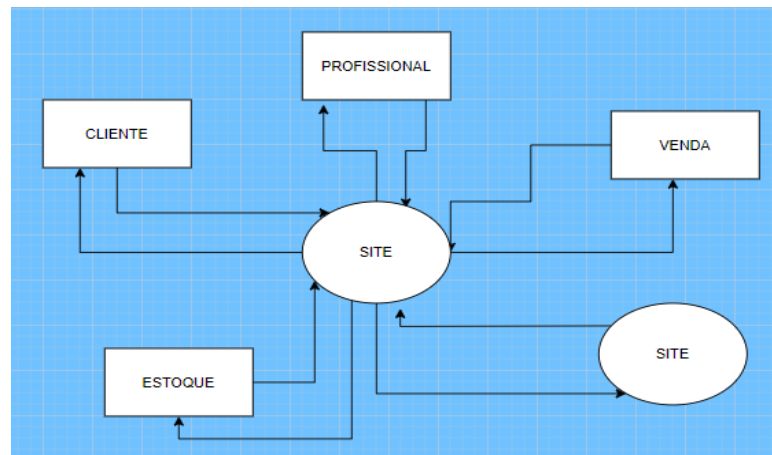 PROFISSIONAL
CLIENTE
VENDA
SITE
SITE
ESTOQUE